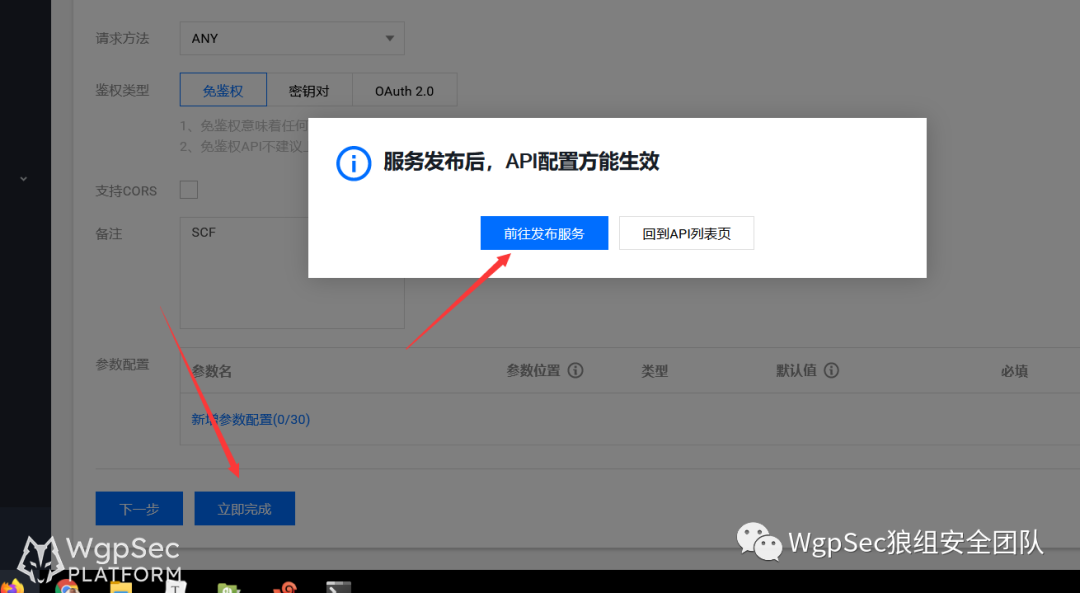 请求方法
ANY
鉴权类型
免鉴权
密钥对
OAuth 2.0
1、免鉴权意味着任何
2、免鉴权API不建议
服务发布后，API配置方能生效
前往发布服务
回到API列表页
支持CORS
备注
SCF
参数配置
参数名
参数位置
类型
默认值
必填
新增参数配置(0/30)
下一步
立即完成
WgpSec
PLATFORM
WgpSec狼组安全团队